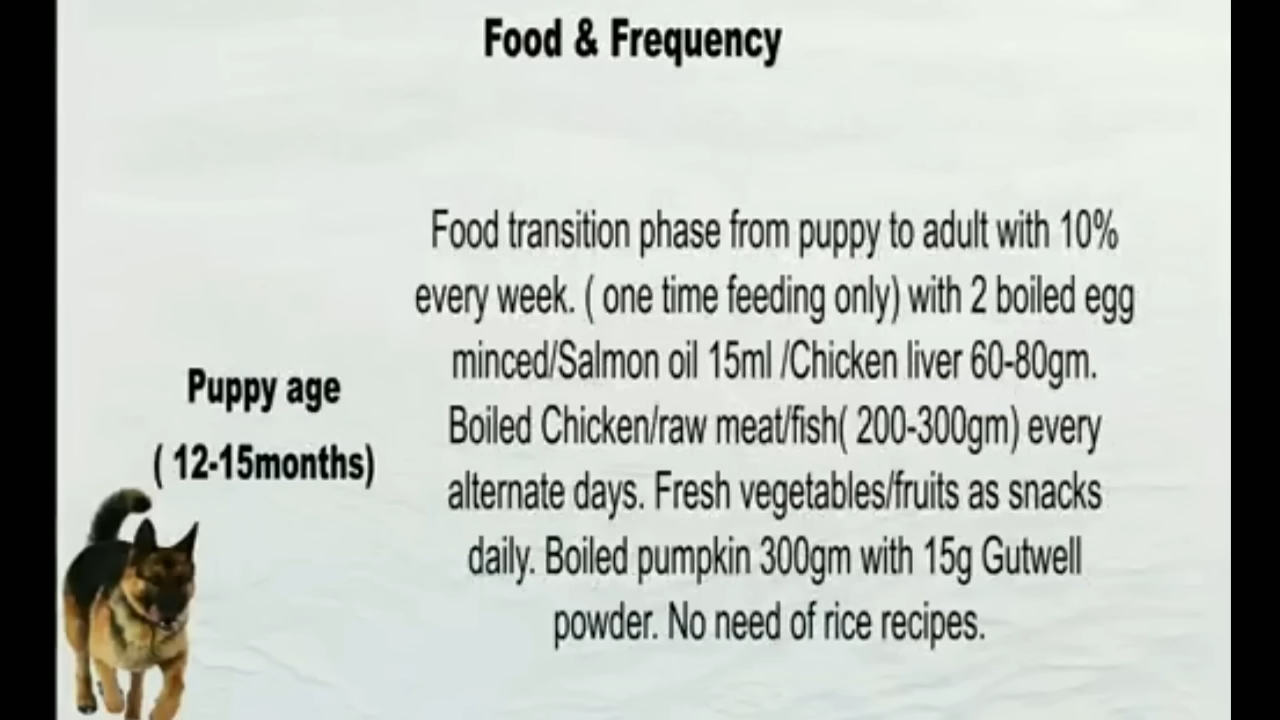 Food & Frequency
Puppy age
( 12-15months)
Food transition phase from puppy to adult with 10%
every week. ( one time feeding only) with 2 boiled egg
minced/Salmon oil 15ml /Chicken liver 60-80gm.
Boiled Chicken/raw meat/fish( 200-300gm) every
alternate days. Fresh vegetables/fruits as snacks
daily. Boiled pumpkin 300gm with 15g Gutwell
powder. No need of rice recipes.